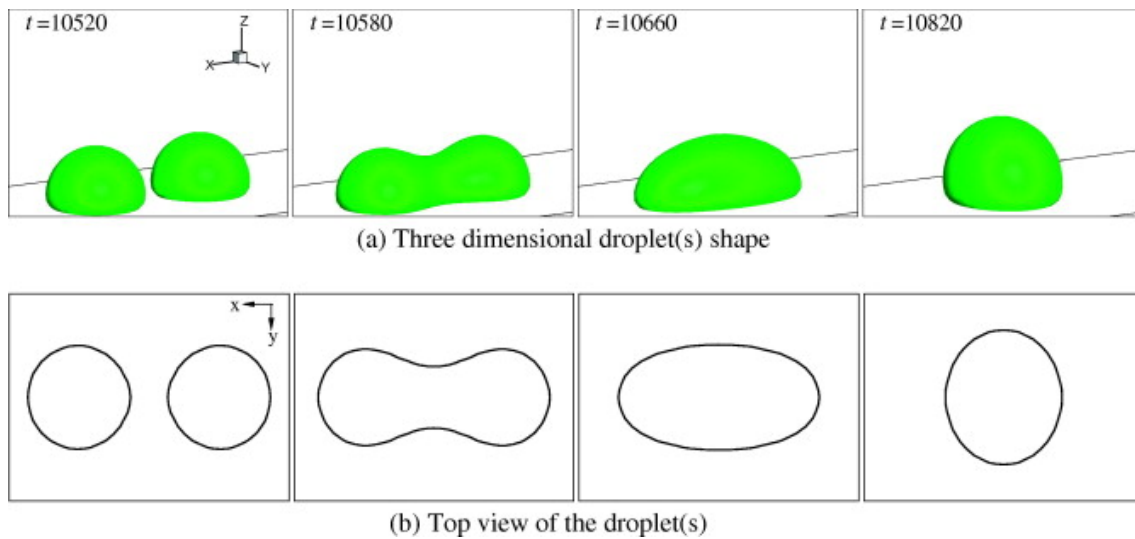 t=10520
t=10580
t=10660
t=10820
Z
X
Y
(a) Three dimensional droplet(s) shape
x
y
(b) Top view of the droplet(s)